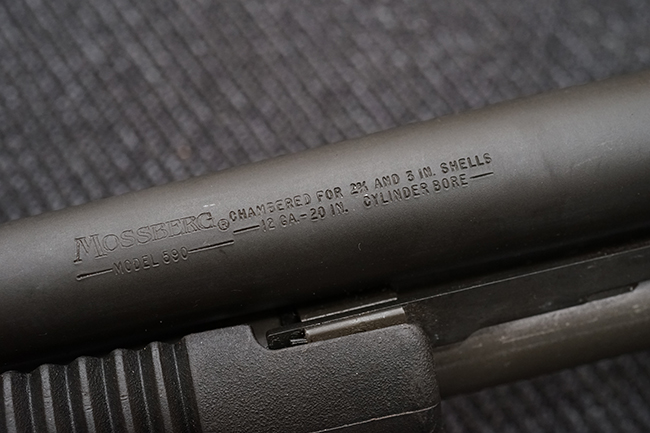 MOSSBERG® CHAMBERED FOR 2¾ AND 3 IN. SHELLS
—MODEL 590— —12 GA.-20 IN. CYLINDER BORE—